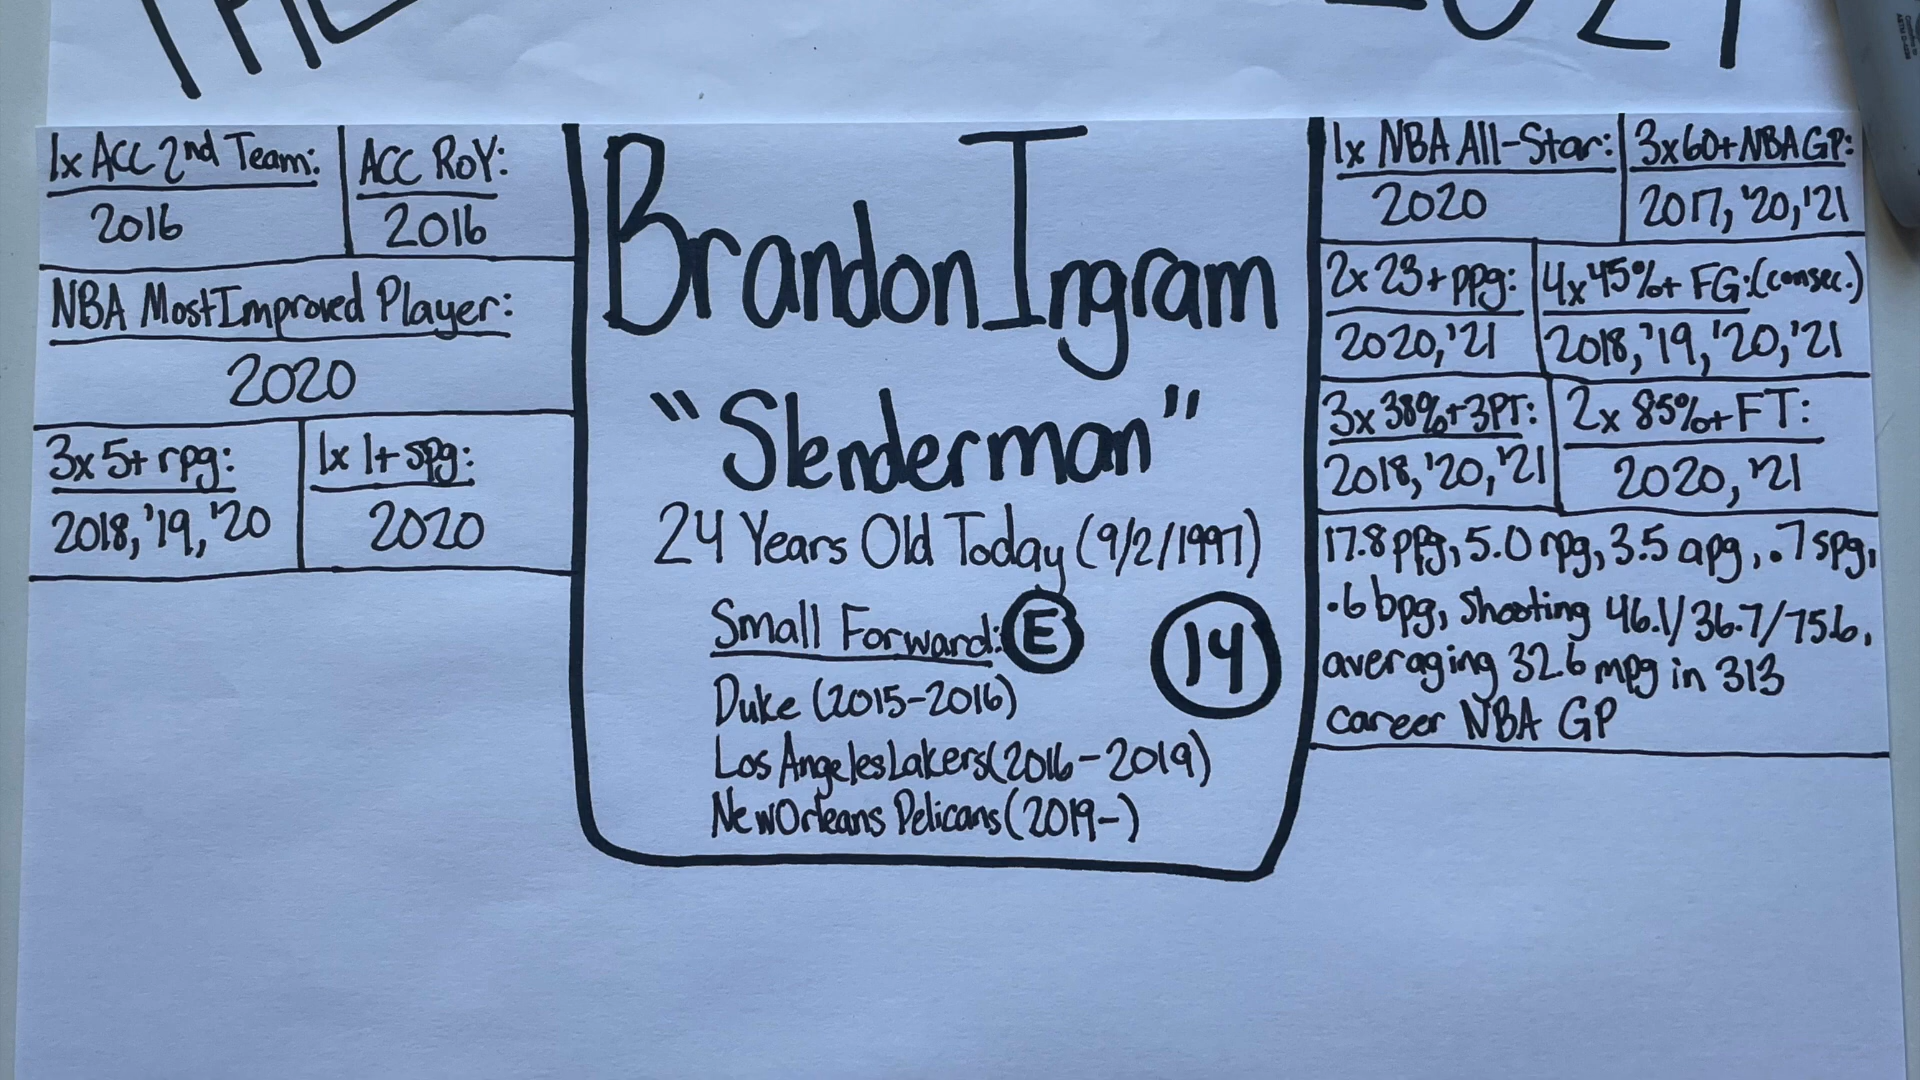 1x ACC 2nd Team:
2016
ACC RoY:
2016
NBA Most Improved Player:
2020
3x 5+ rpg:
2018, '19, '20
1x 1+ spg:
2020
Brandon Ingram
"Slenderman"
24 Years Old Today (9/2/1997)
Small Forward: E
14
Duke (2015-2016)
Los Angeles Lakers (2016-2019)
New Orleans Pelicans (2019-)
1x NBA All-Star:
2020
3x 60+ NBA GP:
2017, '20, '21
2x 23+ ppg:
2020, '21
4x 45%+ FG: (consec.)
2018, '19, '20, '21
3x 38%+ 3PT:
2018, '20, '21
2x 85%+ FT:
2020, '21
17.8 ppg, 5.0 rpg, 3.5 apg, .7 spg,
.6 bpg, shooting 46.1/36.7/75.6,
averaging 32.6 mpg in 313
career NBA GP